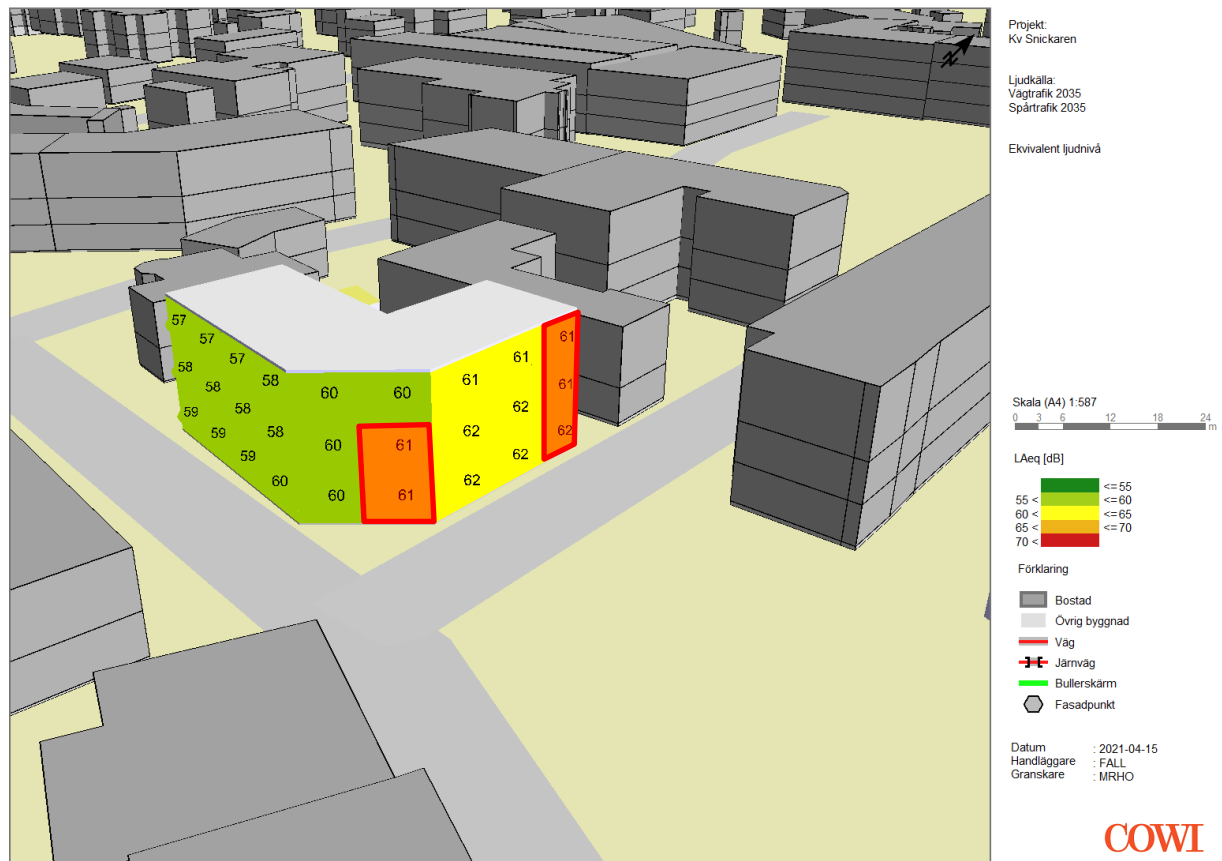 Projekt:
Kv Snickaren
Ljudkälla:
Vägtrafik 2035
Spårtrafik 2035
Ekvivalent ljudnivå
57
57
57
58
60
60
61
61
61
58
58
58
58
60
61
62
62
61
59
59
59
60
60
61
62
62
62
Skala (A4) 1:587
0 3 6 12 18 24
m
LAeq [dB]
<=55
55 < <=60
60 < <=65
65 < <=70
70 <
Förklaring
Bostad
Övrig byggnad
Väg
Järnväg
Bullerskärm
Fasadpunkt
Datum : 2021-04-15
Handläggare : FALL
Granskare : MRHO
COWI